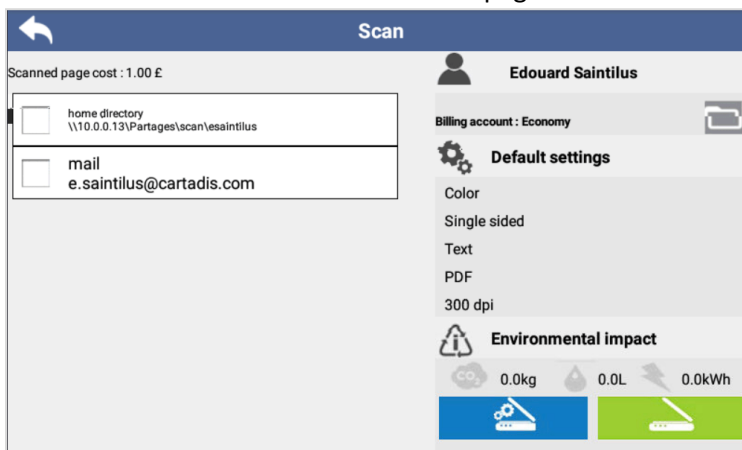 Scan
Scanned page cost : 1.00 £
home directory
\\10.0.0.13\Partages\scan\esaintilus
mail
e.saintilus@cartadis.com
Edouard Saintilus
Billing account : Economy
Default settings
Color
Single sided
Text
PDF
300 dpi
Environmental impact
CO2 0.0kg 0.0L 0.0kWh